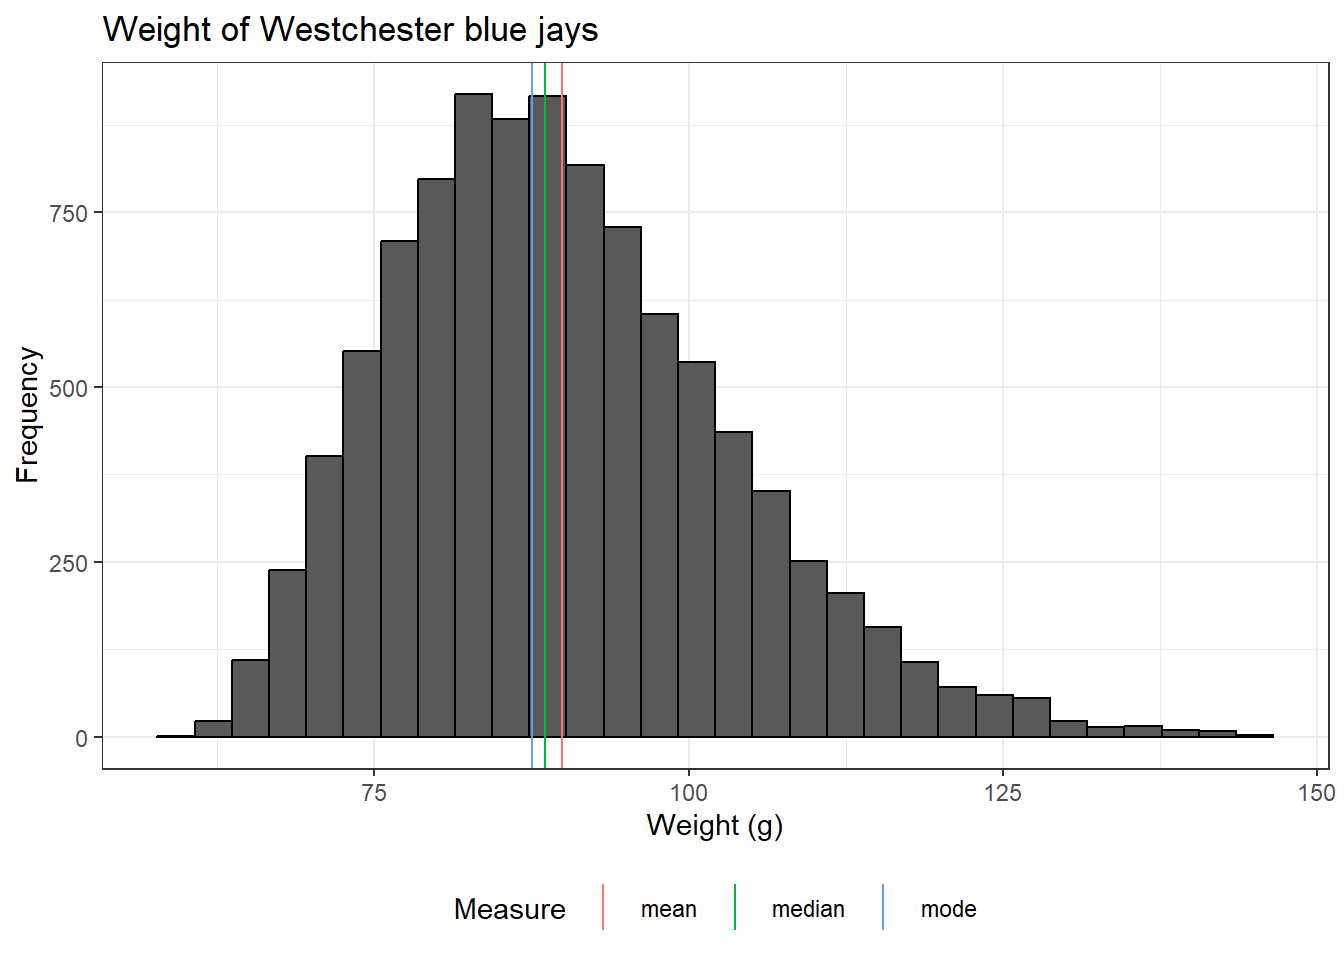 Weight of Westchester blue jays
Frequency
750
500
250
0
75 100 125 150
Weight (g)
Measure mean median mode